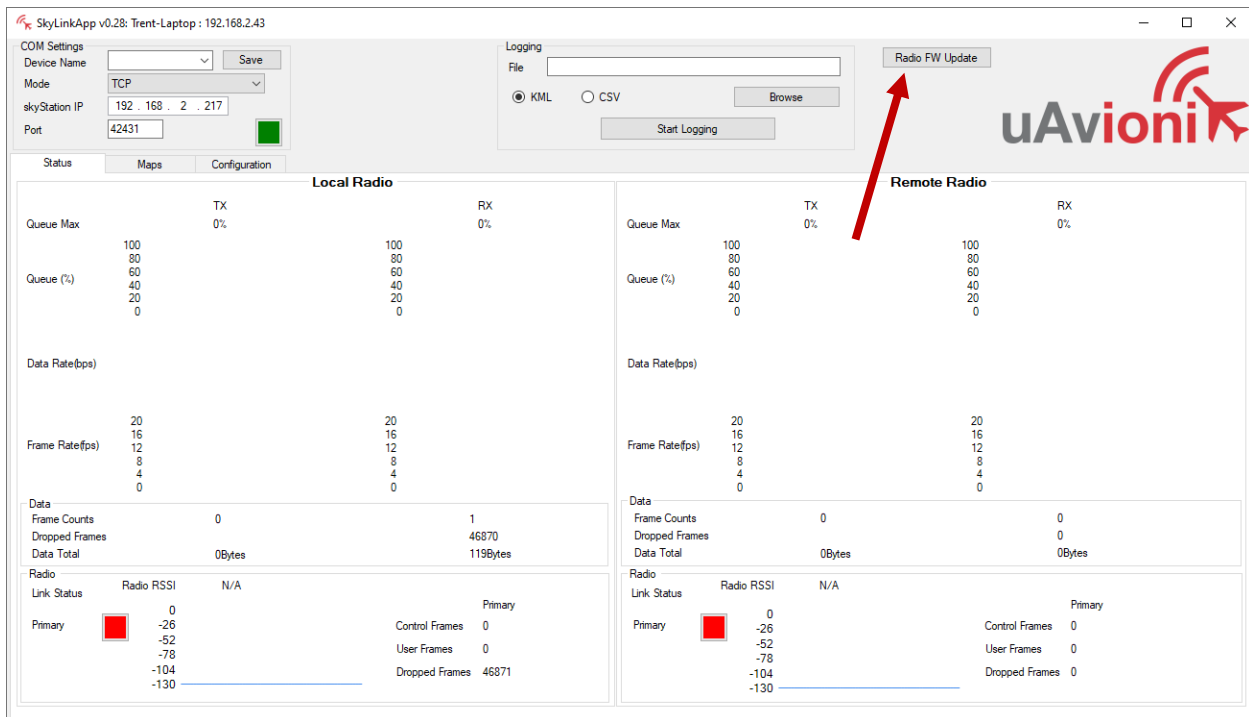 SkyLinkApp v0.28: Trent-Laptop : 192.168.2.43
COM Settings
Device Name
Save
Mode
TCP
skyStation IP
192 . 168 . 2 . 217
Port
42431
Logging
File
KML
CSV
Browse
Start Logging
Radio FW Update
uAvionix
Status
Maps
Configuration
Local Radio
TX
RX
Queue Max
0%
0%
Queue (%)
100
80
60
40
20
0
100
80
60
40
20
0
Data Rate(bps)
Frame Rate(fps)
20
16
12
8
4
0
20
16
12
8
4
0
Data
Frame Counts
0
1
Dropped Frames
46870
Data Total
0Bytes
119Bytes
Radio
Link Status
Radio RSSI
N/A
Primary
0
-26
-52
-78
-104
-130
Primary
Control Frames
0
User Frames
0
Dropped Frames
46871
Remote Radio
TX
RX
Queue Max
0%
0%
Queue (%)
100
80
60
40
20
0
100
80
60
40
20
0
Data Rate(bps)
Frame Rate(fps)
20
16
12
8
4
0
20
16
12
8
4
0
Data
Frame Counts
0
0
Dropped Frames
0
Data Total
0Bytes
0Bytes
Radio
Link Status
Radio RSSI
N/A
Primary
0
-26
-52
-78
-104
-130
Primary
Control Frames
0
User Frames
0
Dropped Frames
0